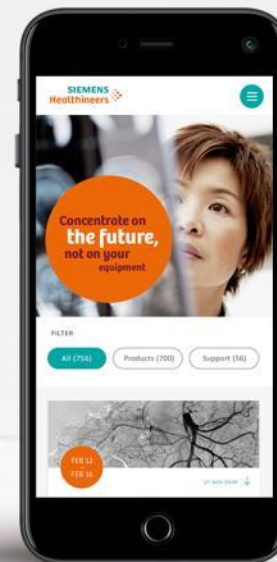 SIEMENS
Healthineers
Concentrate on
the future,
not on your
equipment
FILTER
All (756)
Products (700)
Support (56)
FEB 12
-
FEB 16